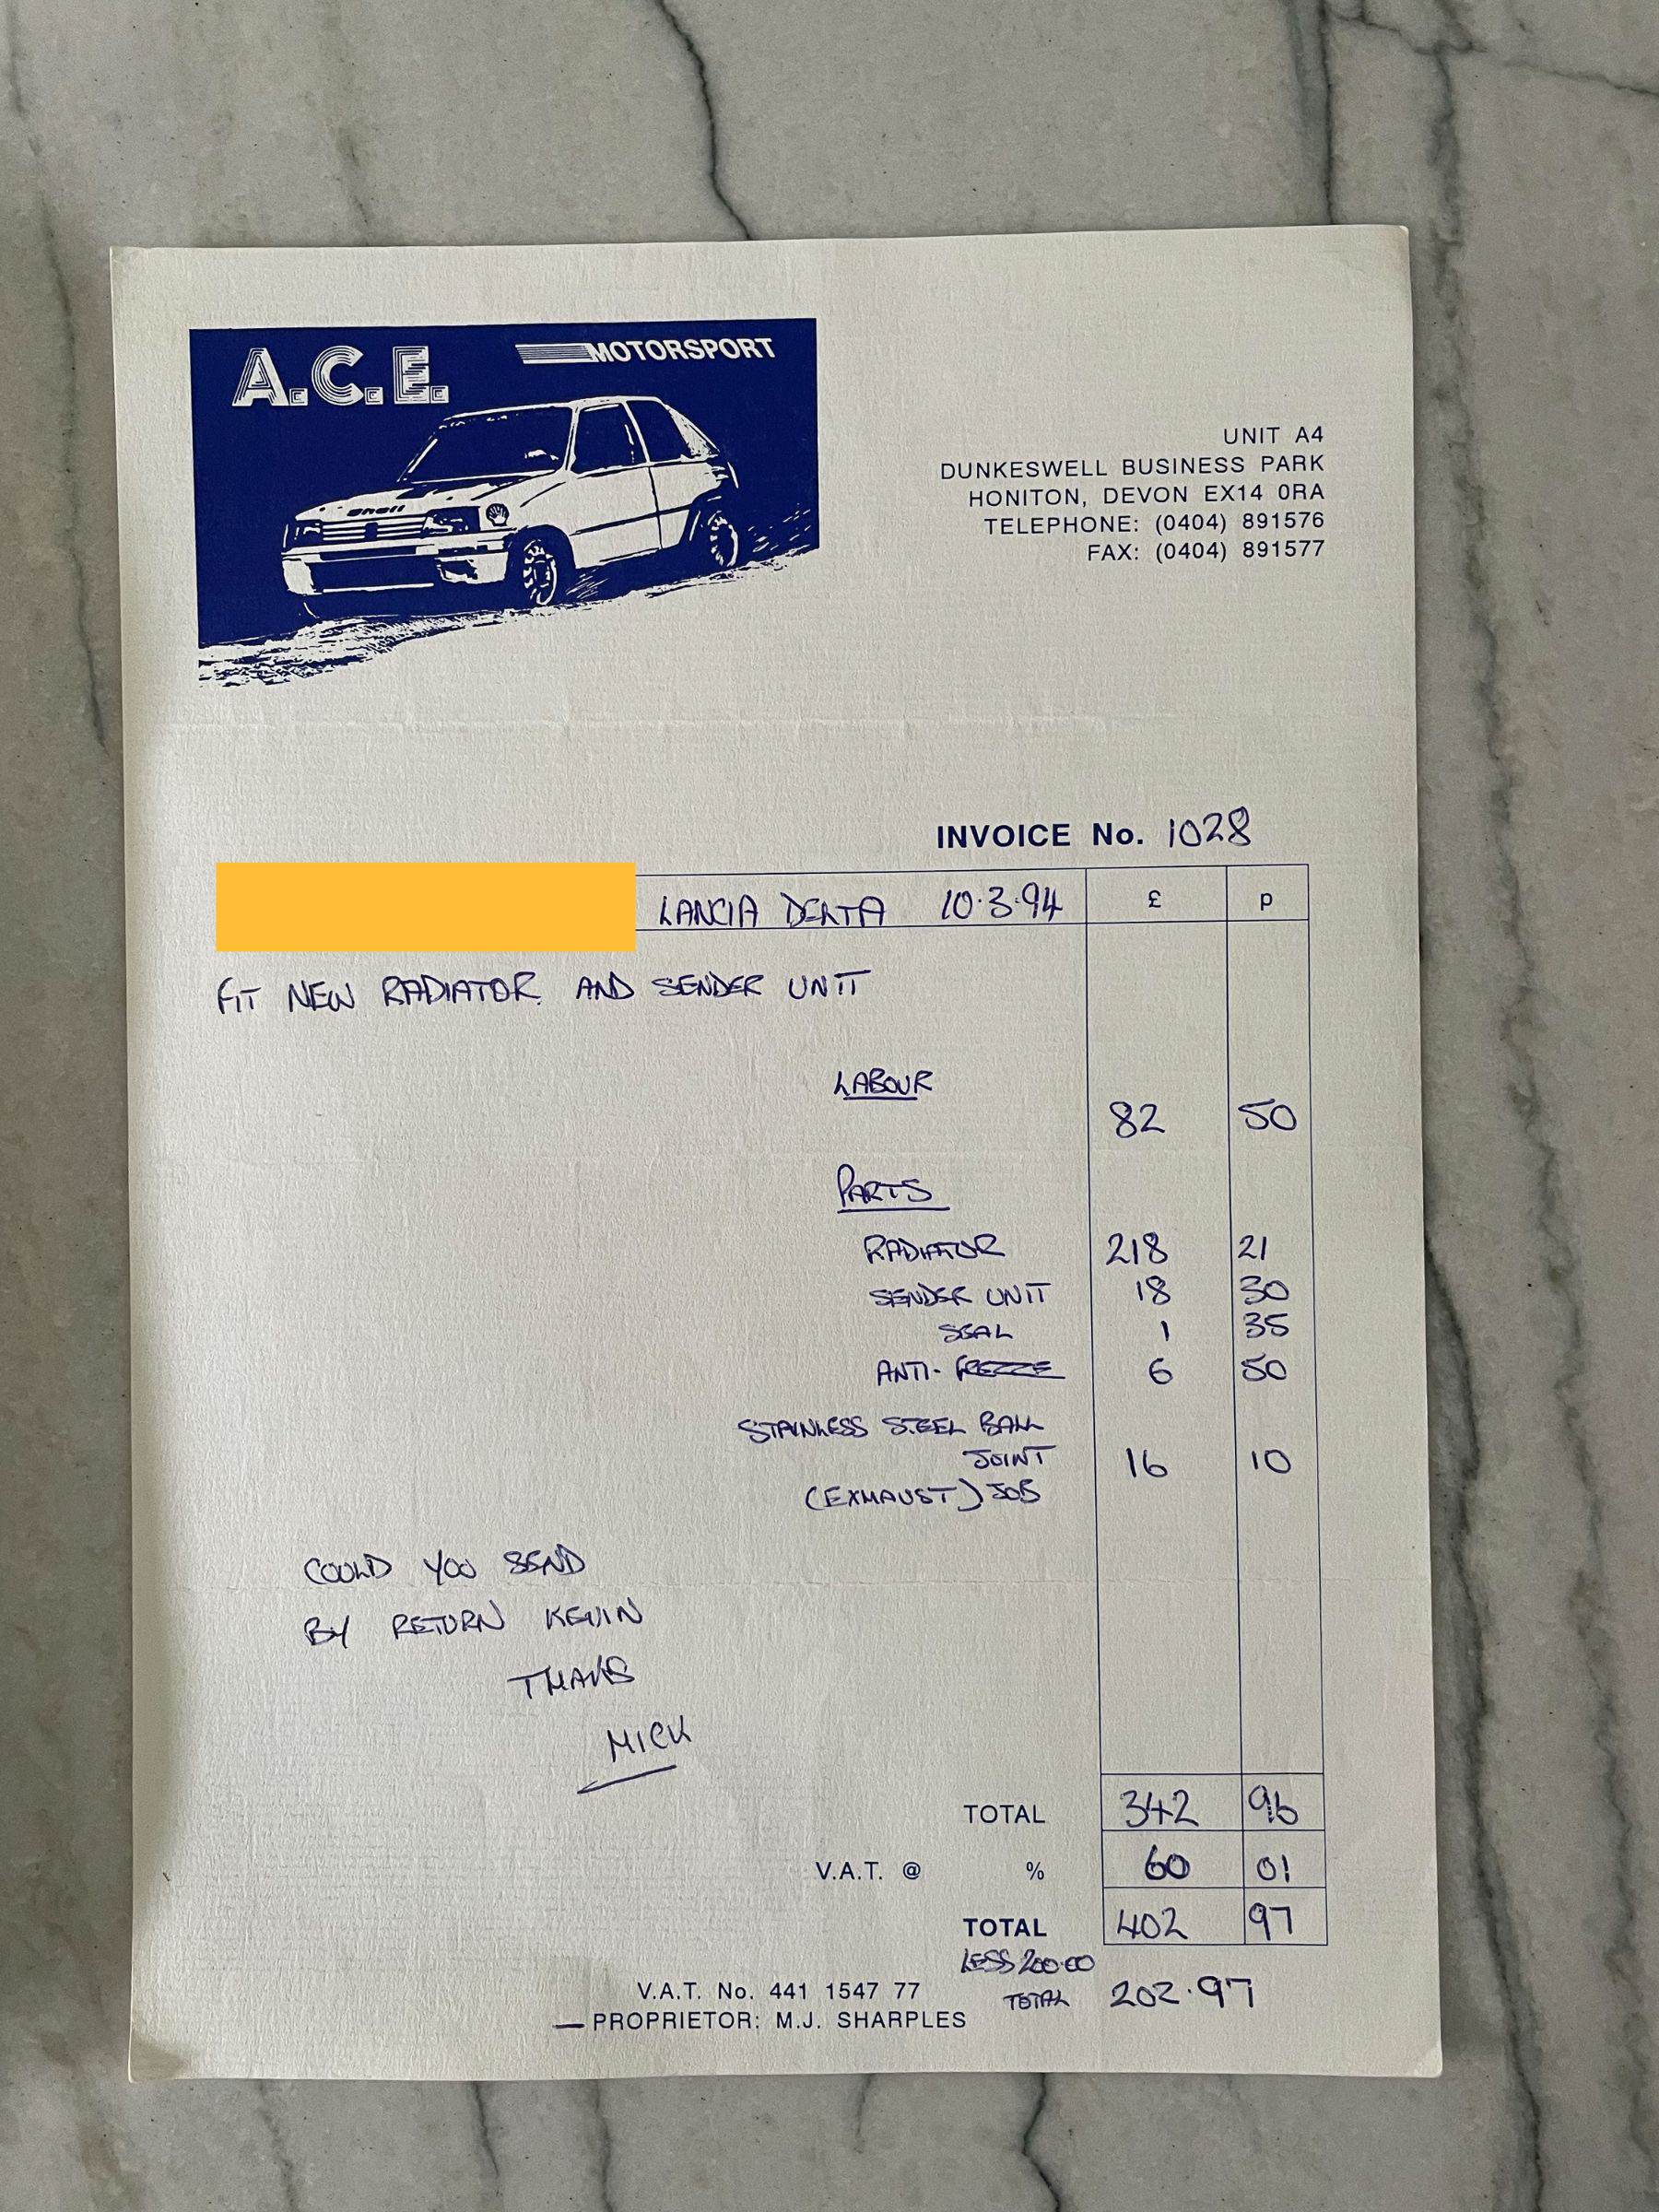 A.C.E. MOTORSPORT
Shell
UNIT A4
DUNKESWELL BUSINESS PARK
HONITON, DEVON EX14 0RA
TELEPHONE: (0404) 891576
FAX: (0404) 891577
INVOICE No. 1028
LANCIA DELTA 10.3.94 £ p
FIT NEW RADIATOR AND SENDER UNIT
LABOUR
82 50
PARTS
RADIATOR 218 21
SENDER UNIT 18 30
SEAL 1 35
ANTI-FREZZE 6 50
STAINLESS STEEL BALL
JOINT 16 10
(EXHAUST) JOB
COULD YOU SEND
BY RETURN KEVIN
THANKS
MICK
TOTAL 342 96
V.A.T. @ % 60 01
TOTAL 402 97
LESS 200.00
V.A.T. No. 441 1547 77 TOTAL 202.97
PROPRIETOR: M.J. SHARPLES